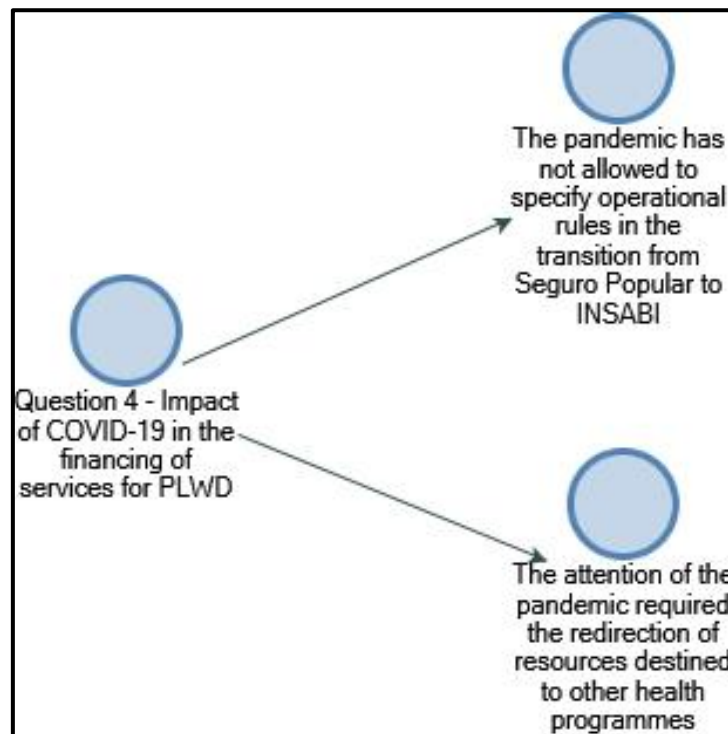 The pandemic has
not allowed to
specify operational
rules in the
transition from
Seguro Popular to
INSABI
Question 4 - Impact
of COVID-19 in the
financing of
services for PLWD
The attention of the
pandemic required
the redirection of
resources destined
to other health
programmes